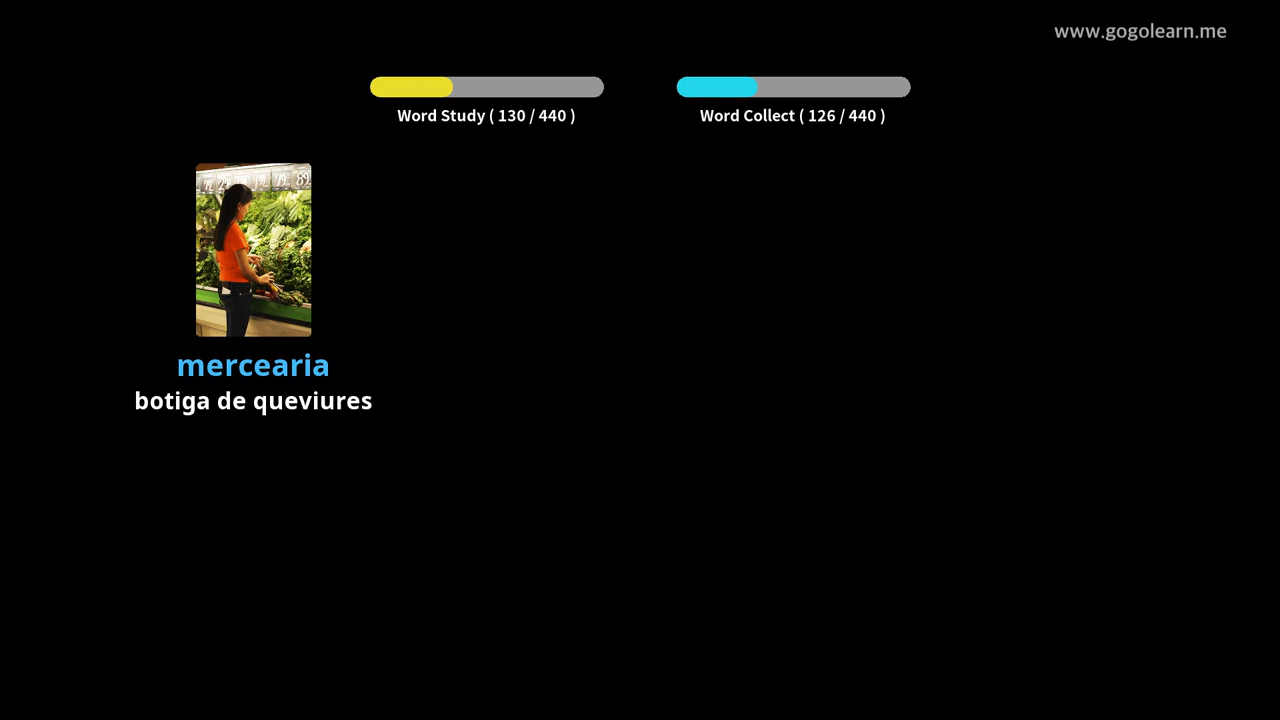 www.gogolearn.me
Word Study ( 130 / 440 )
Word Collect ( 126 / 440 )
mercearia
botiga de queviures